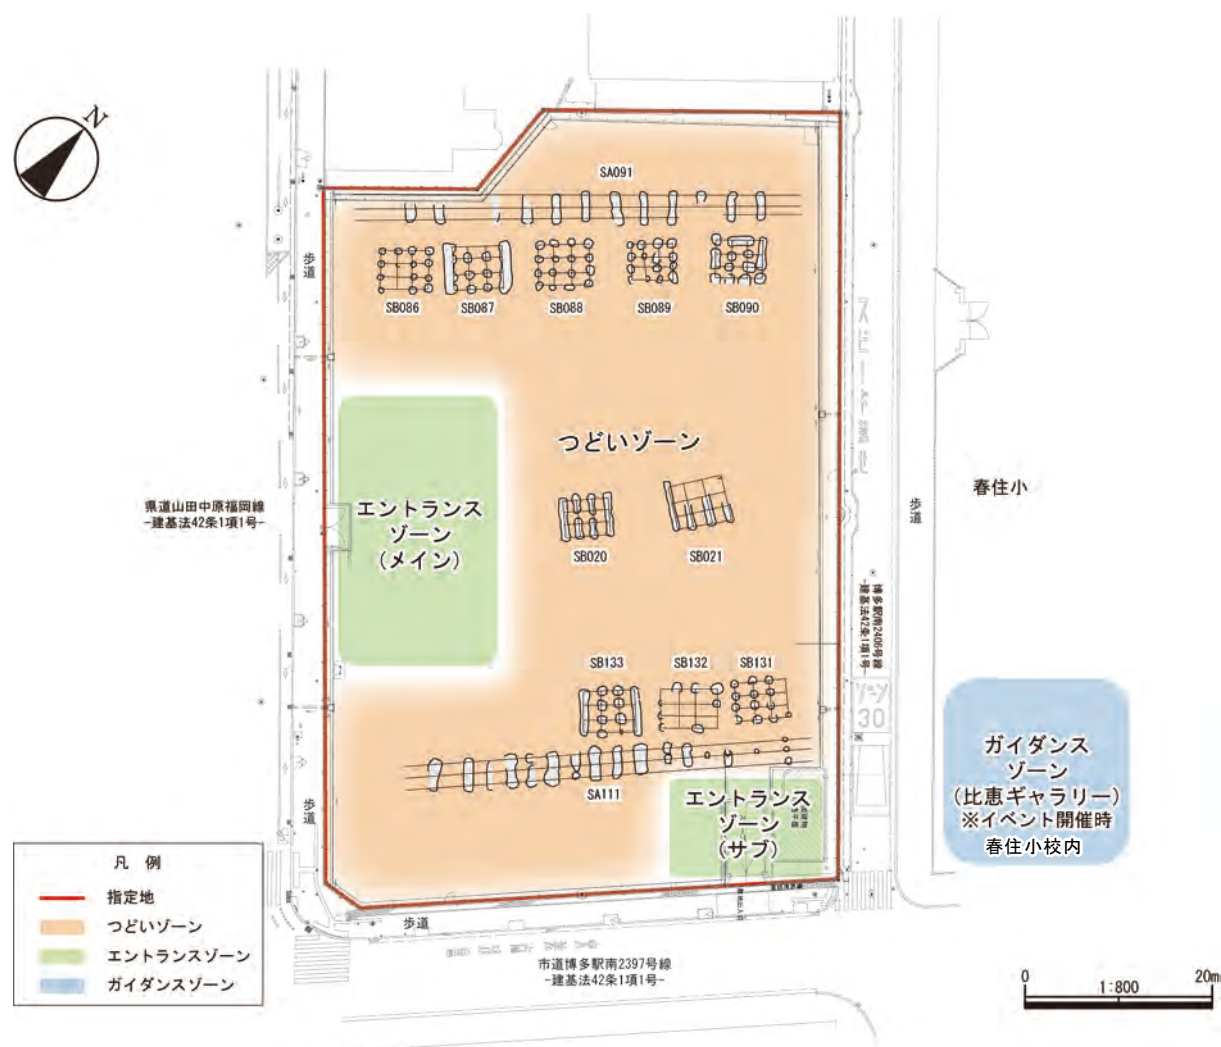 N
SA091
歩道
SB086
SB087
SB088
SB089
SB090
つどいゾーン
エントランス
ゾーン
(メイン)
県道山田中原福岡線
-建基法42条1項1号-
SB020
SB021
歩道
春住小
博多駅南2406号線
-建基法42条1項1号-
SB133
SB132
SB131
ゾーン
30
SA111
エントランス
ゾーン
(サブ)
ガイダンス
ゾーン
(比恵ギャラリー)
※イベント開催時
春住小校内
歩道
歩道
市道博多駅南2397号線
-建基法42条1項1号-
凡 例
指定地
つどいゾーン
エントランスゾーン
ガイダンスゾーン
0
20m
1:800